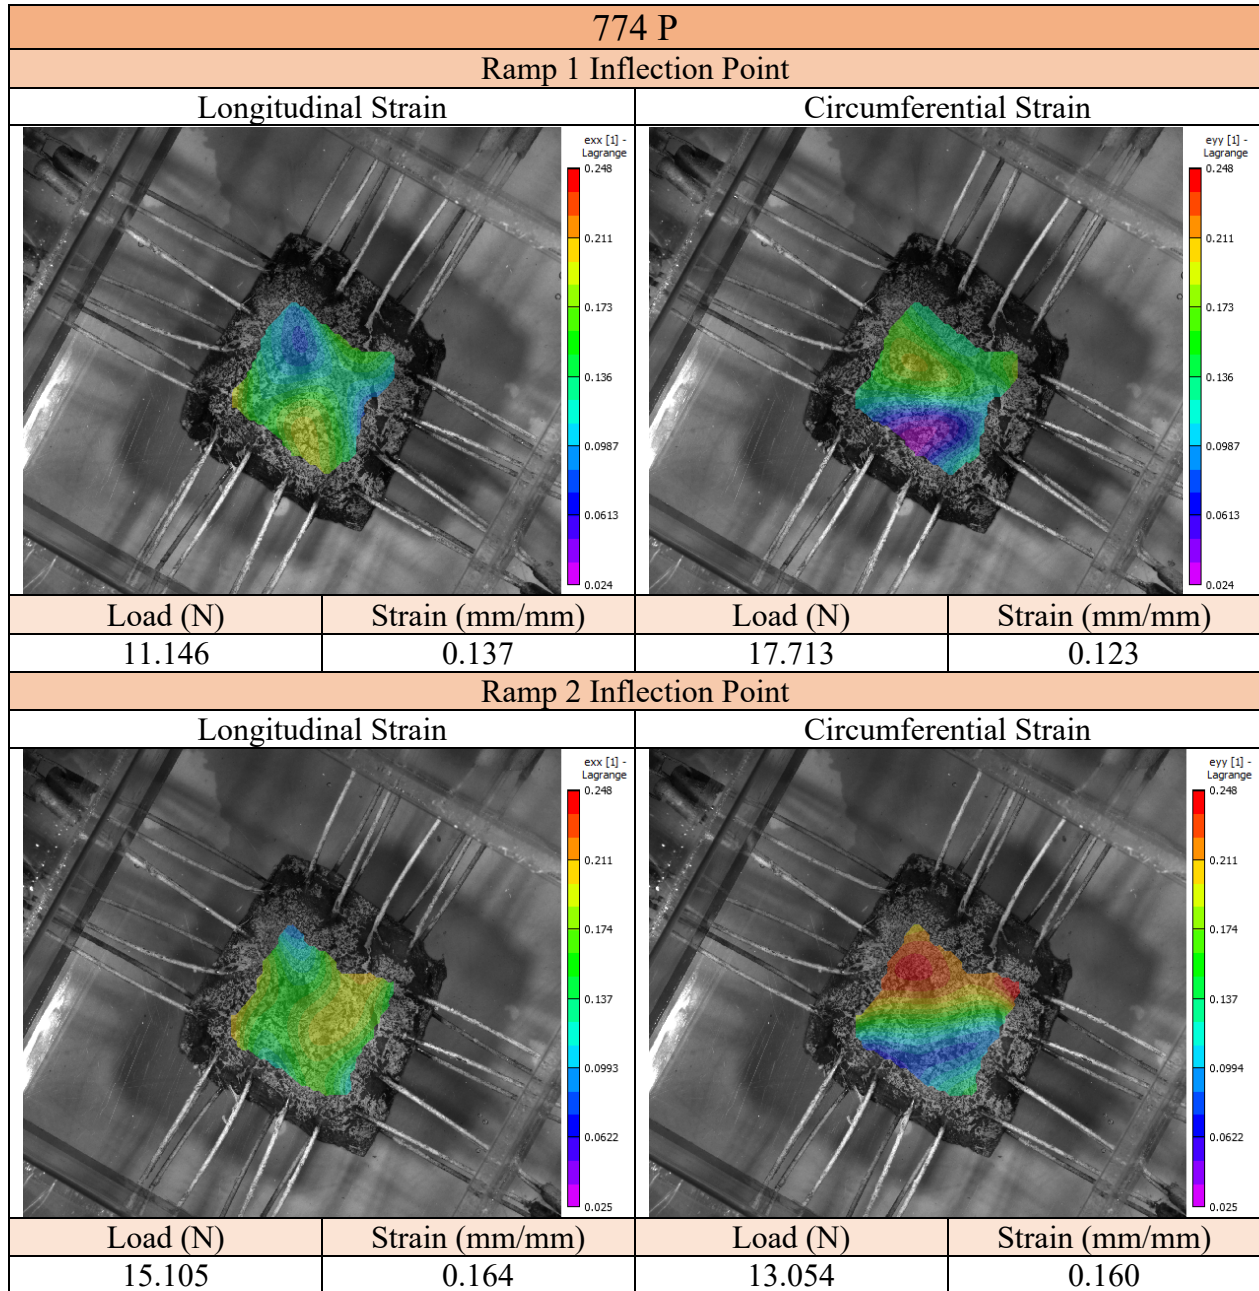 774 P
Ramp 1 Inflection Point
Longitudinal Strain
Circumferential Strain
exx [1] -
Lagrange
0.248
0.211
0.173
0.136
0.0987
0.0613
0.024
eyy [1] -
Lagrange
0.248
0.211
0.173
0.136
0.0987
0.0613
0.024
Load (N)
Strain (mm/mm)
Load (N)
Strain (mm/mm)
11.146
0.137
17.713
0.123
Ramp 2 Inflection Point
Longitudinal Strain
Circumferential Strain
exx [1] -
Lagrange
0.248
0.211
0.174
0.137
0.0993
0.0622
0.025
eyy [1] -
Lagrange
0.248
0.211
0.174
0.137
0.0994
0.0622
0.025
Load (N)
Strain (mm/mm)
Load (N)
Strain (mm/mm)
15.105
0.164
13.054
0.160